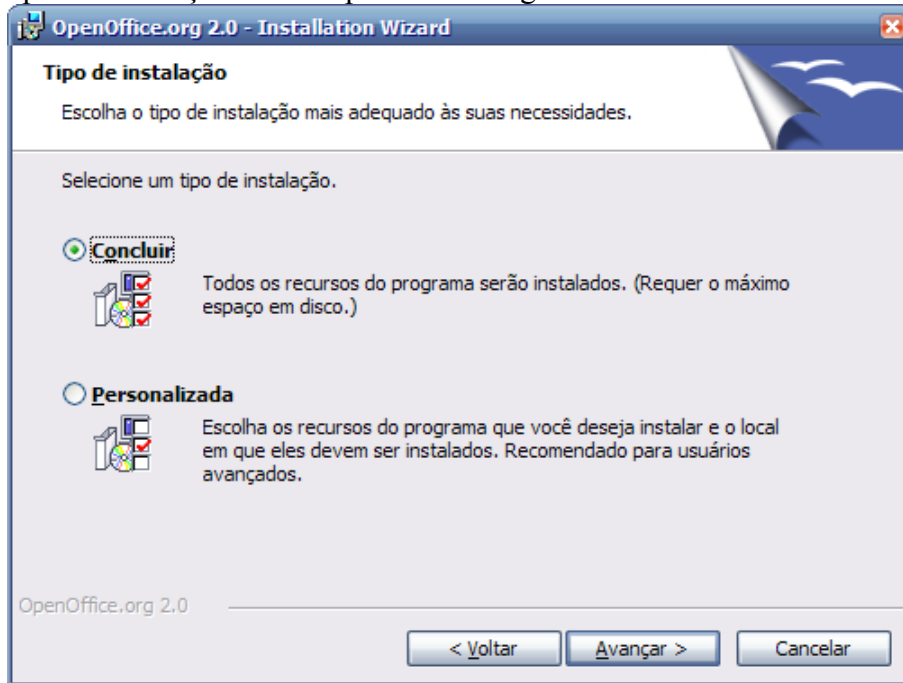 OpenOffice.org 2.0 - Installation Wizard
Tipo de instalação
Escolha o tipo de instalação mais adequado às suas necessidades.
Selecione um tipo de instalação.
Concluir
Todos os recursos do programa serão instalados. (Requer o máximo
espaço em disco.)
Personalizada
Escolha os recursos do programa que você deseja instalar e o local
em que eles devem ser instalados. Recomendado para usuários
avançados.
OpenOffice.org 2.0
< Voltar
Avançar >
Cancelar